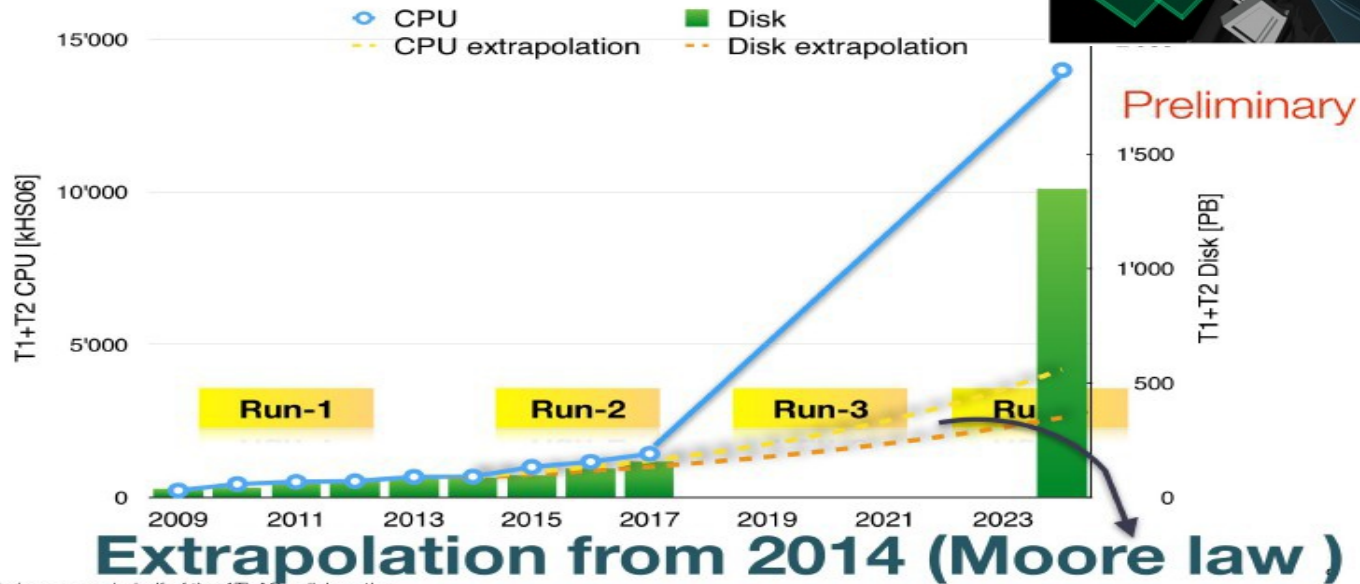 CPU Disk
CPU extrapolation Disk extrapolation
Preliminary
15'000
10'000
5'000
0
T1+T2 CPU [kHS06]
1'500
1'000
500
0
T1+T2 Disk [PB]
Run-1 Run-2 Run-3
2009 2011 2013 2015 2017 2019 2021 2023
Extrapolation from 2014 (Moore law )